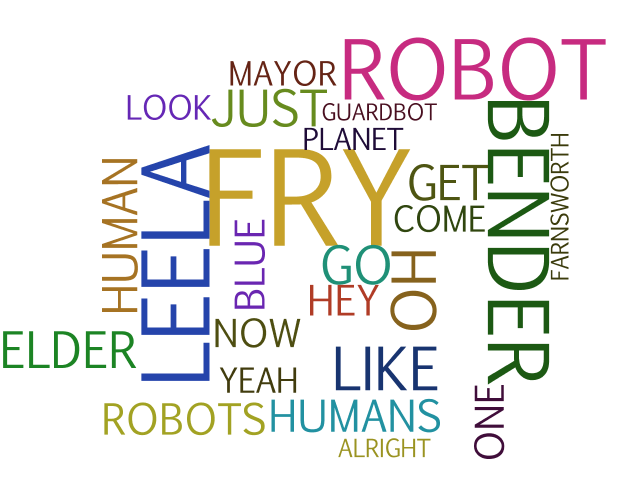 ROBOT
MAYOR
LOOK
JUST
GUARDBOT
PLANET
BENDER
FARNSWORTH
FRY
LEELA
HUMAN
GET
COME
BLUE
GO
OH
HEY
NOW
ELDER
LIKE
YEAH
ONE
ROBOTS
HUMANS
ALRIGHT